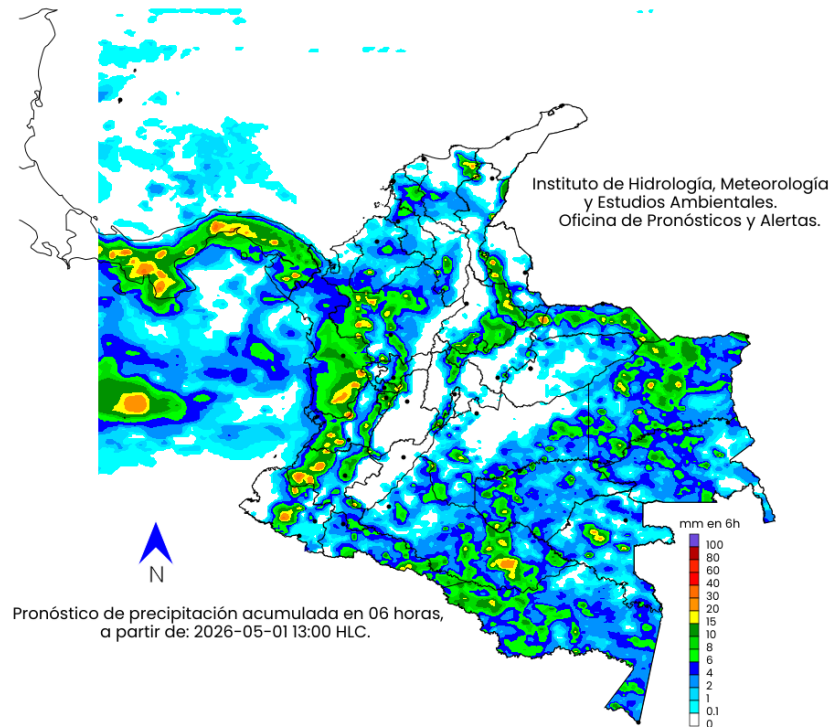 Instituto de Hidrología, Meteorología
y Estudios Ambientales.
Oficina de Pronósticos y Alertas.
mm en 6h
100
80
60
40
30
20
15
10
8
6
4
2
1
0.1
0
N
Pronóstico de precipitación acumulada en 06 horas,
a partir de: 2026-05-01 13:00 HLC.